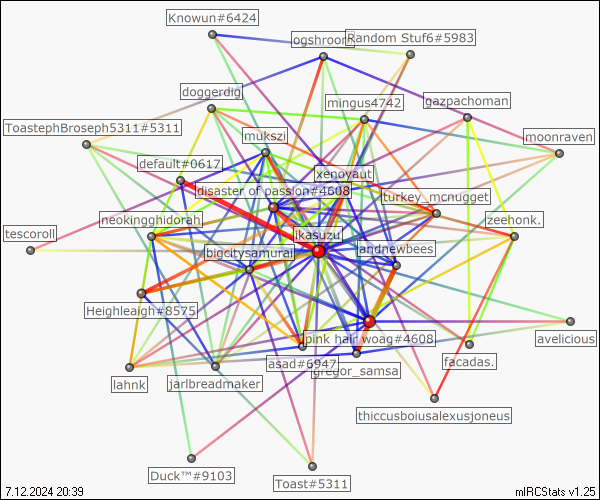 Knowun#6424
ogshroom
Random Stuf6#5983
doggerdig
mingus4742
gazpachoman
ToastephBroseph5311#5311
mukszi
moonraven
default#0617
xenoyaut
disaster of passion#4608
turkey_mcnugget
neokingghidorah
zeehonk.
tescoroll
ikasuzu
bigcitysamurai
andnewbees
Heighleaigh#8575
pink hair woag#4608
avelicious
asad#6947
facadas.
gregor_samsa
lahnk
jarlbreadmaker
thiccusboiusalexusjoneus
Duck™#9103
Toast#5311
7.12.2024 20:39
mIRCStats v1.25